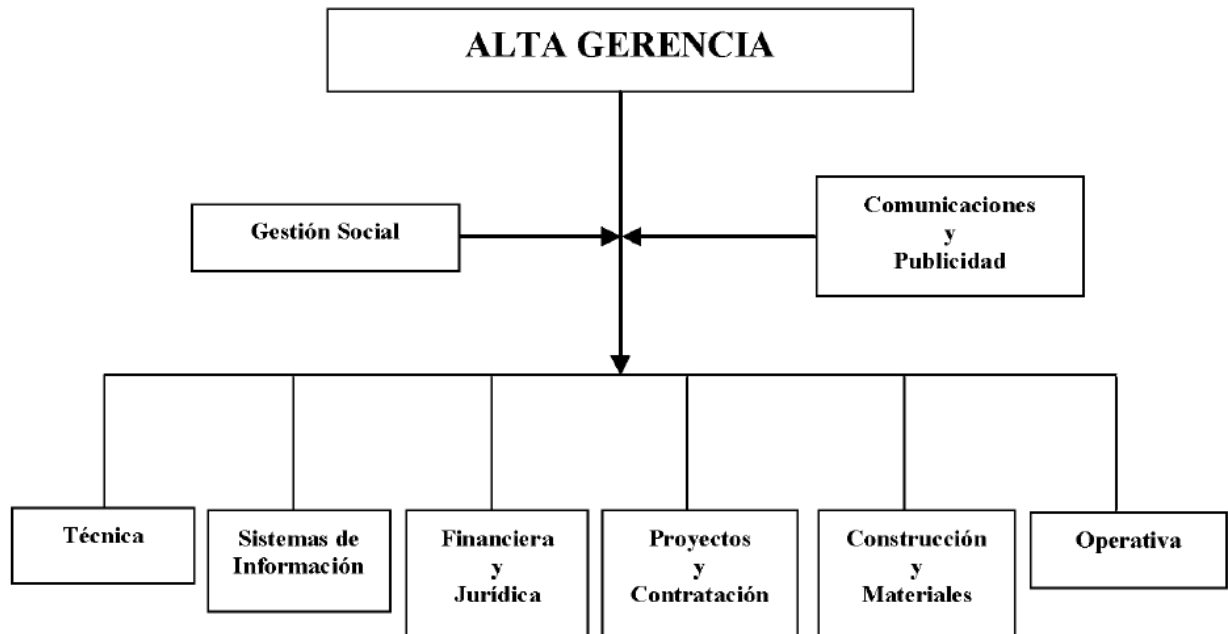 ALTA GERENCIA
Gestión Social
Comunicaciones
y
Publicidad
Técnica
Sistemas de
Información
Financiera
y
Jurídica
Proyectos
y
Contratación
Construcción
y
Materiales
Operativa